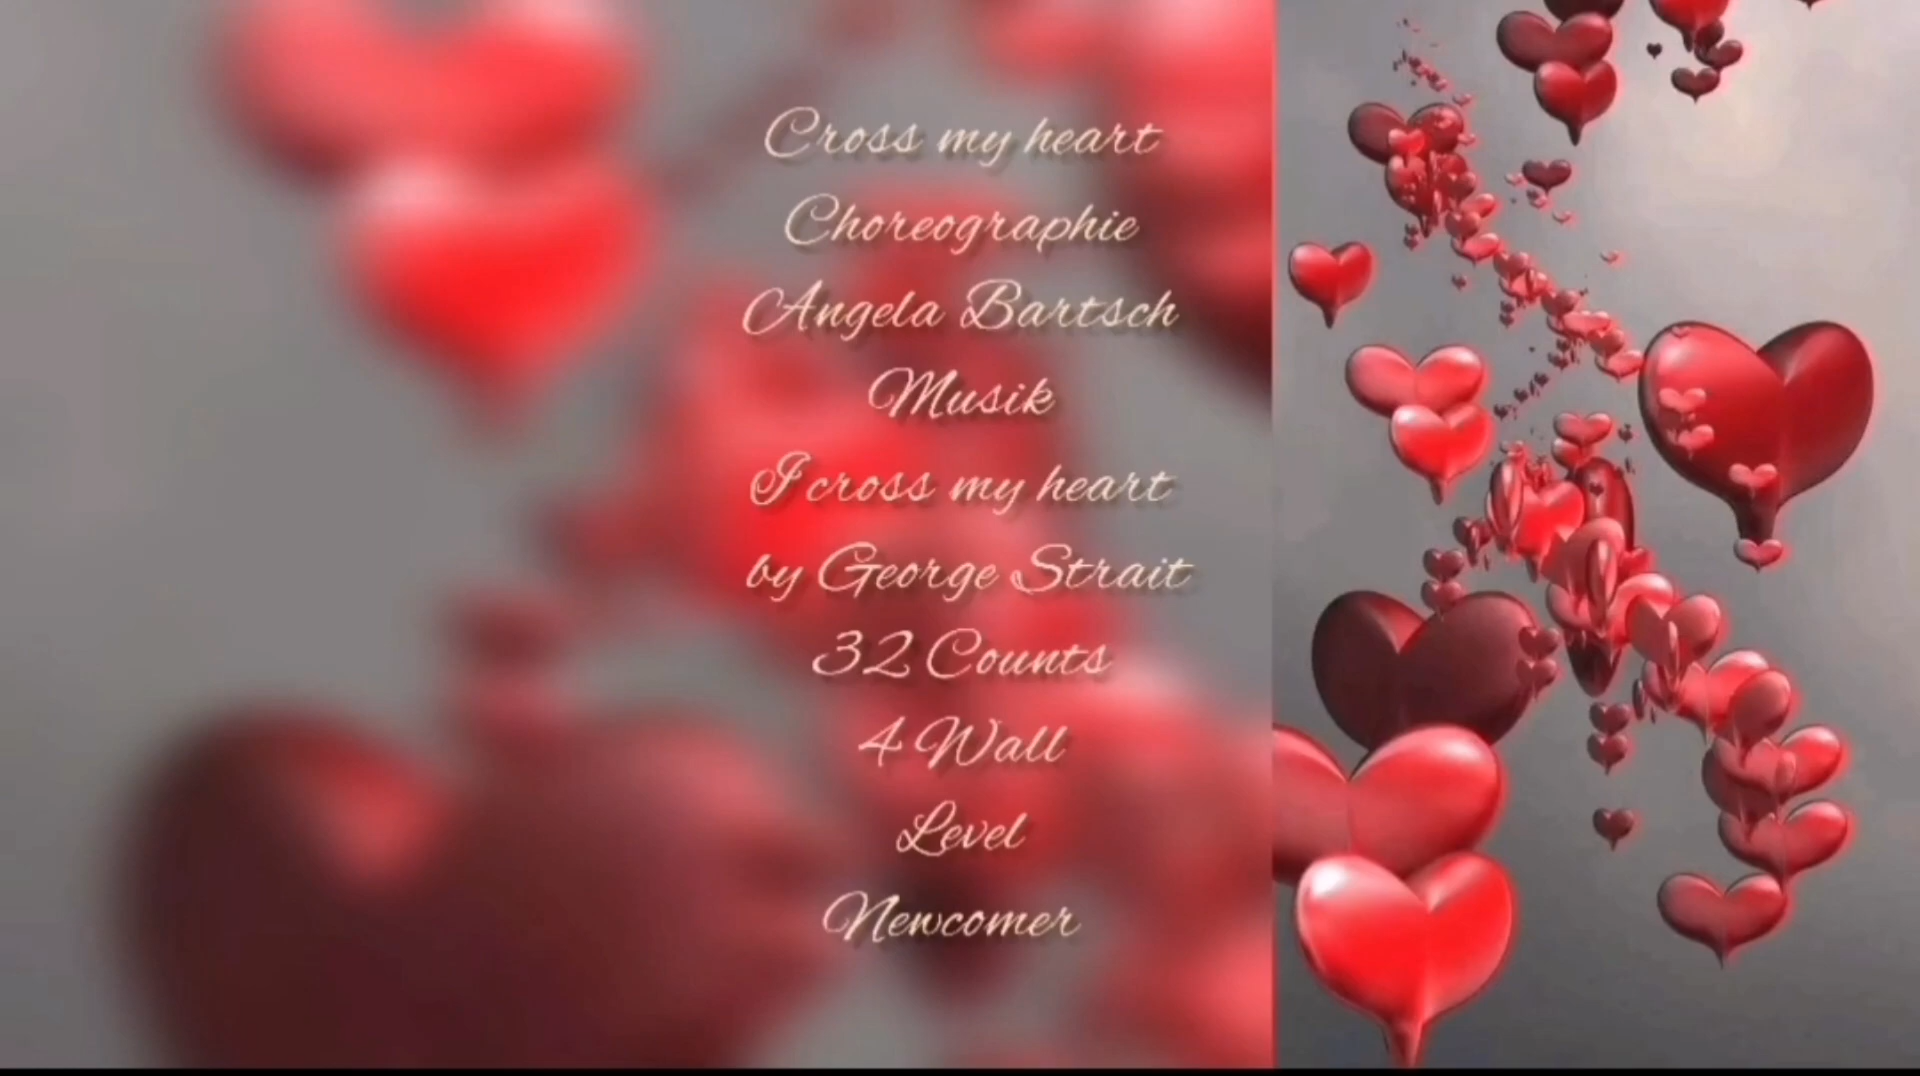 Cross my heart
Choreographie
Angela Bartsch
Musik
I cross my heart
by George Strait
32 Counts
4 Wall
Level
Newcomer